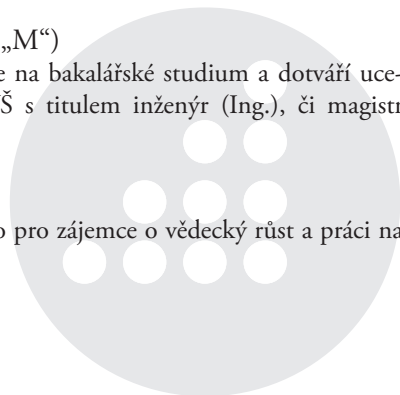 „M“)
e na bakalářské studium a dotváří uce-
Š s titulem inženýr (Ing.), či magistr
o pro zájemce o vědecký růst a práci na